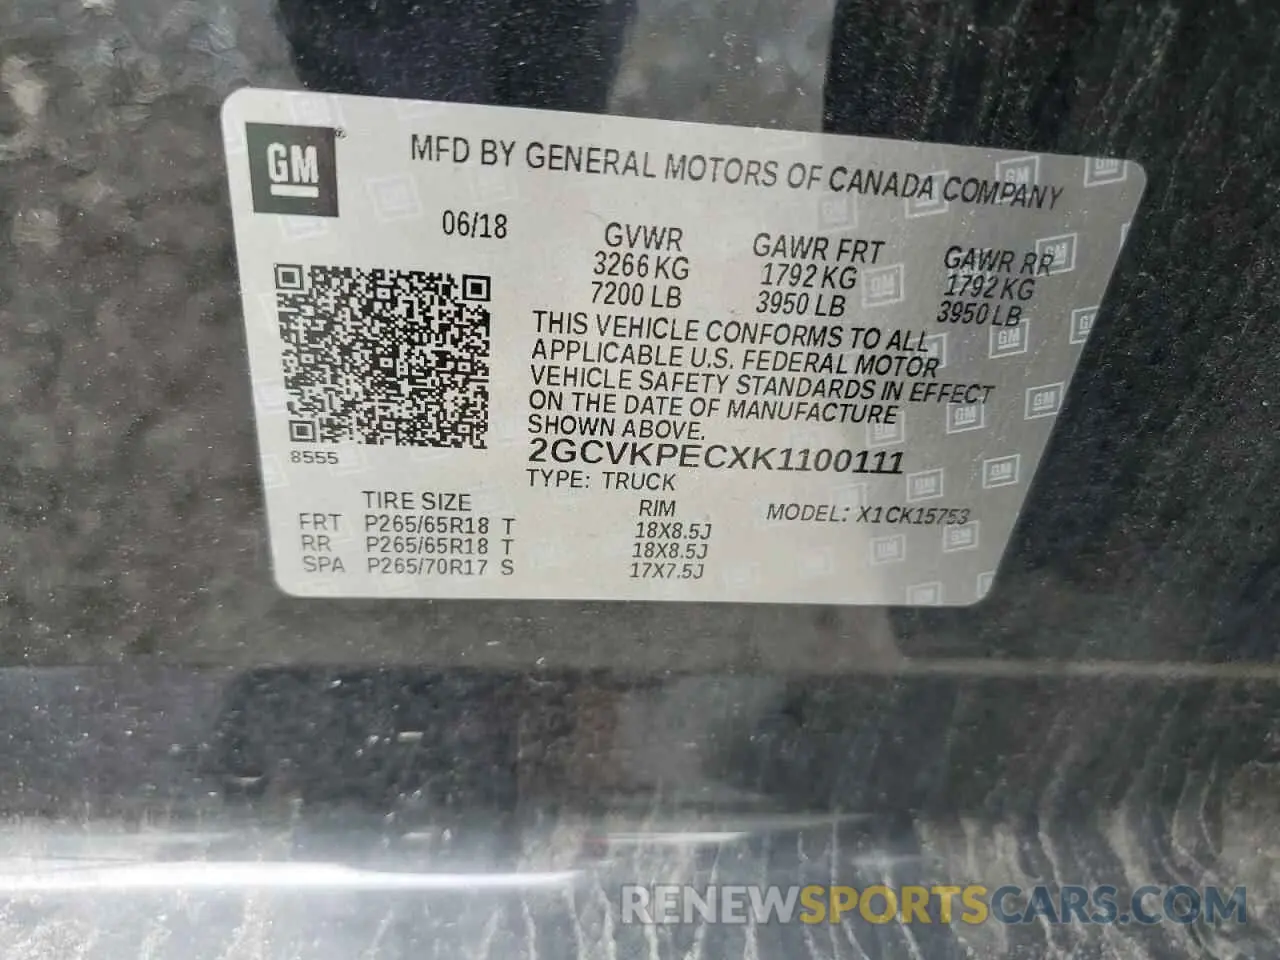 GM®
MFD BY GENERAL MOTORS OF CANADA COMPANY
06/18
GVWR GAWR FRT GAWR RR
3266 KG 1792 KG 1792 KG
7200 LB 3950 LB 3950 LB
THIS VEHICLE CONFORMS TO ALL
APPLICABLE U.S. FEDERAL MOTOR
VEHICLE SAFETY STANDARDS IN EFFECT
ON THE DATE OF MANUFACTURE
SHOWN ABOVE.
8555
2GCVKPECXK1100111
TYPE: TRUCK
TIRE SIZE RIM MODEL: X1CK15753
FRT P265/65R18 T 18X8.5J
RR P265/65R18 T 18X8.5J
SPA P265/70R17 S 17X7.5J
RENEWSPORTSCARS.COM